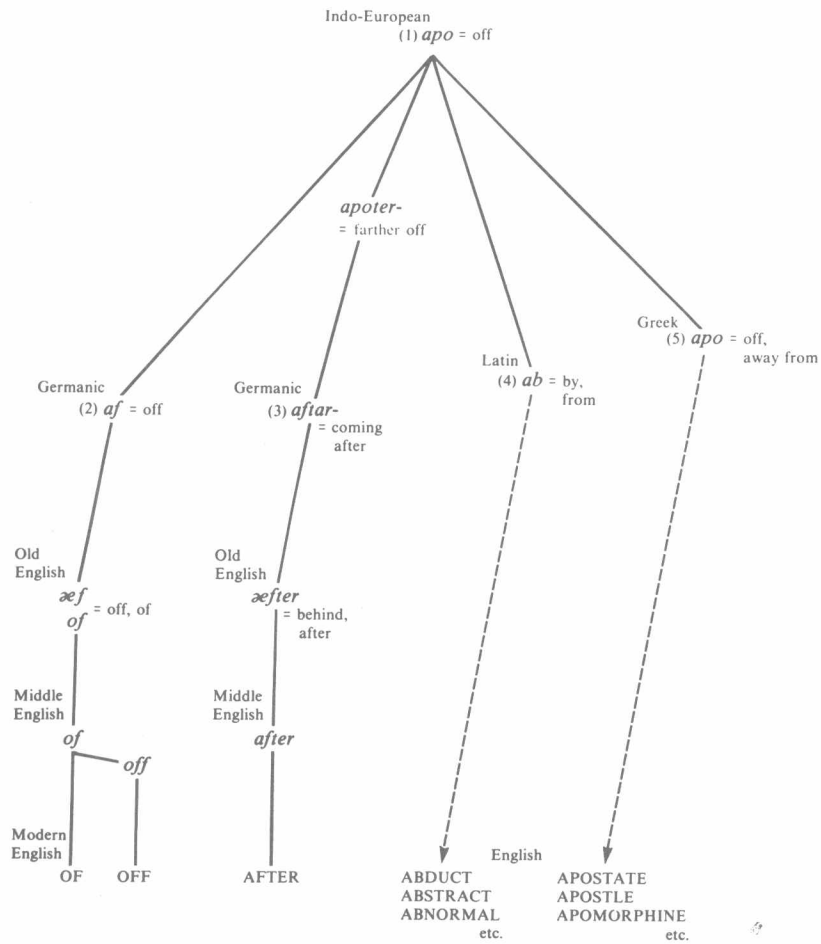 Indo-European
(1) apo = off
apoter-
= farther off
Greek
(5) apo = off,
away from
Latin
(4) ab = by,
from
Germanic
(2) af = off
Germanic
(3) aftar-
= coming
after
Old
English
æf
of
= off, of
Old
English
æfter
= behind,
after
Middle
English
of
off
Middle
English
after
Modern
English
OF
OFF
AFTER
English
ABDUCT
ABSTRACT
ABNORMAL
etc.
APOSTATE
APOSTLE
APOMORPHINE
etc.